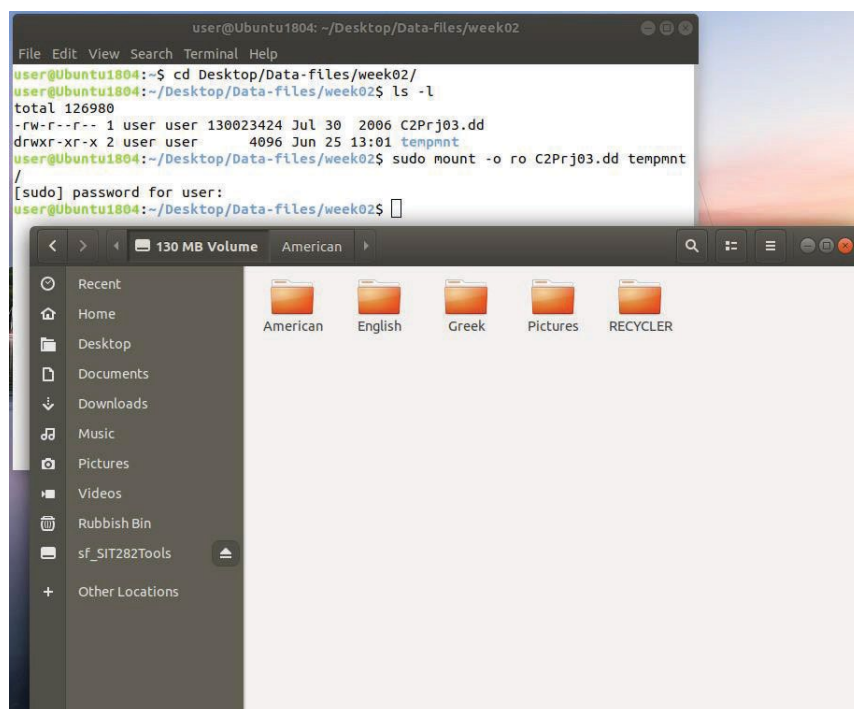 user@Ubuntu1804: ~/Desktop/Data-files/week02
File Edit View Search Terminal Help
user@Ubuntu1804:~$ cd Desktop/Data-files/week02/
user@Ubuntu1804:~/Desktop/Data-files/week02$ ls -l
total 126980
-rw-r--r-- 1 user user 130023424 Jul 30  2006 C2Prj03.dd
drwxr-xr-x 2 user user      4096 Jun 25 13:01 tempmnt
user@Ubuntu1804:~/Desktop/Data-files/week02$ sudo mount -o ro C2Prj03.dd tempmnt
/
[sudo] password for user:
user@Ubuntu1804:~/Desktop/Data-files/week02$
130 MB Volume American
Recent
Home
Desktop
Documents
Downloads
Music
Pictures
Videos
Rubbish Bin
sf_SIT282Tools
+ Other Locations
American English Greek Pictures RECYCLER